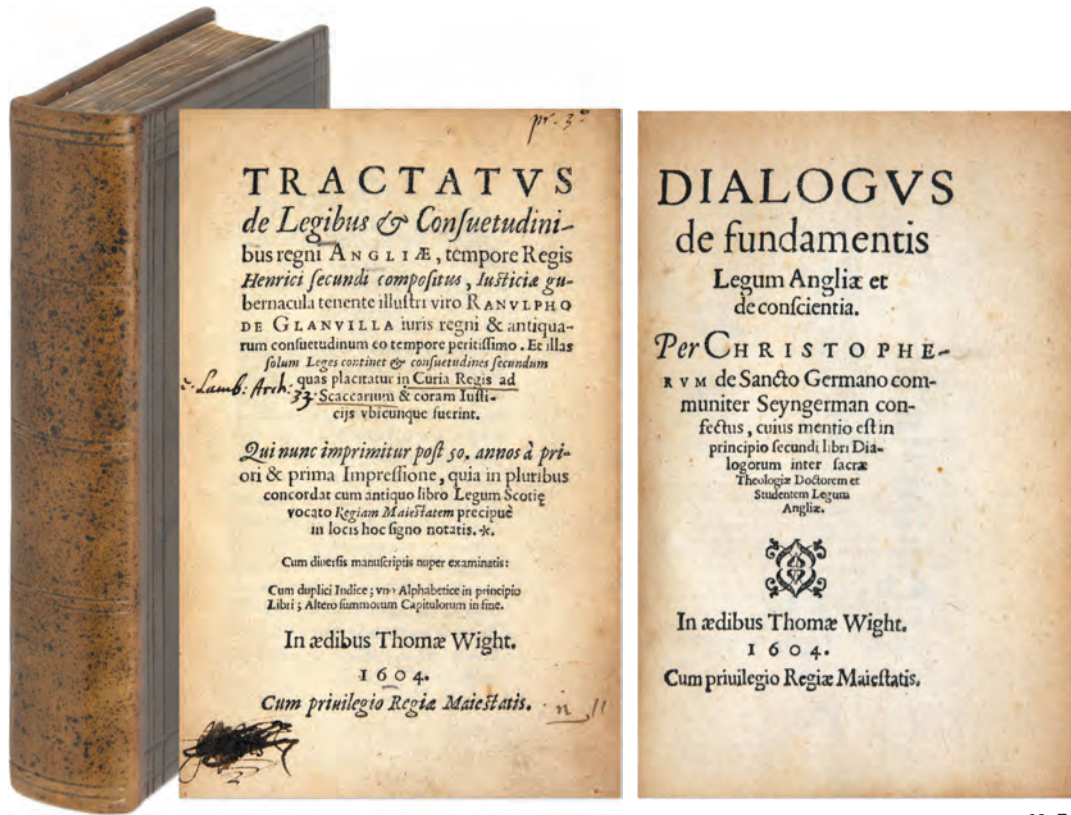 pr. 3
TRACTATVS
de Legibus & Conſuetudini-
bus regni ANGLIÆ, tempore Regis
Henrici ſecundi compoſitus, Iuſticiæ gu-
bernacula tenente illuſtri viro RANVLPHO
DE GLANVILLA iuris regni & antiqua-
rum conſuetudinum eo tempore peritiſſimo. Et illas
ſolum Leges continet & conſuetudines ſecundum
quas placitatur in Curia Regis ad
Scaccarium & coram Iuſti-
cijs vbicunque fuerint.
Lamb: Arch:
33.
Qui nunc imprimitur poſt 50. annos à pri-
ori & prima Impreſſione, quia in pluribus
concordat cum antiquo libro Legum Scotię
vocato Regiam Maieſtatem precipuè
in locis hoc ſigno notatis. *.
Cum diuerſis manuſcriptis nuper examinatis:
Cum duplici Indice; vno Alphabetice in principio
Libri; Altero ſummorum Capitulorum in fine.
In ædibus Thomæ Wight.
1604.
Cum priuilegio Regiæ Maieſtatis.
n 11
DIALOGVS
de fundamentis
Legum Angliæ et
de conſcientia.
Per CHRISTOPHE-
RVM de Sancto Germano com-
muniter Seyngerman con-
fectus, cuius mentio eſt in
principio ſecundi libri Dia-
logorum inter ſacræ
Theologiæ Doctorem et
Studentem Legum
Angliæ.
In ædibus Thomæ Wight.
1604.
Cum priuilegio Regiæ Maieſtatis.